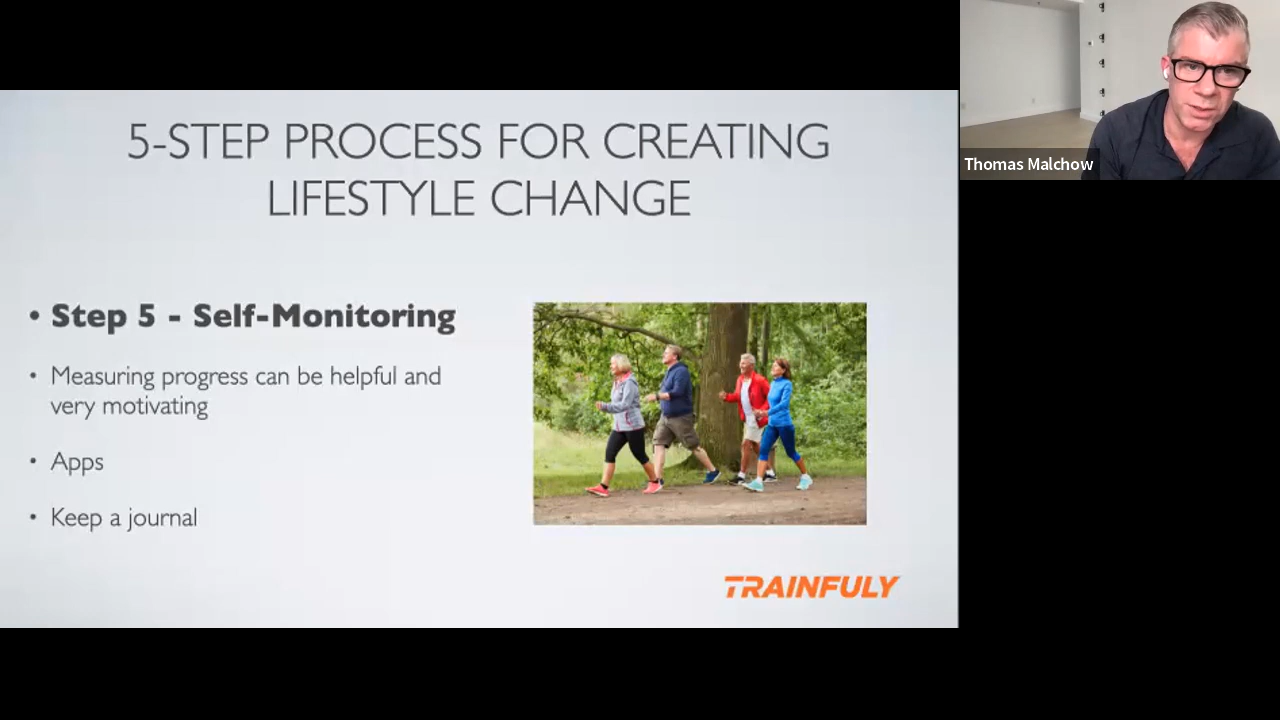 5-STEP PROCESS FOR CREATING
LIFESTYLE CHANGE
• Step 5 - Self-Monitoring
• Measuring progress can be helpful and
very motivating
• Apps
• Keep a journal
TRAINFULY
Thomas Malchow